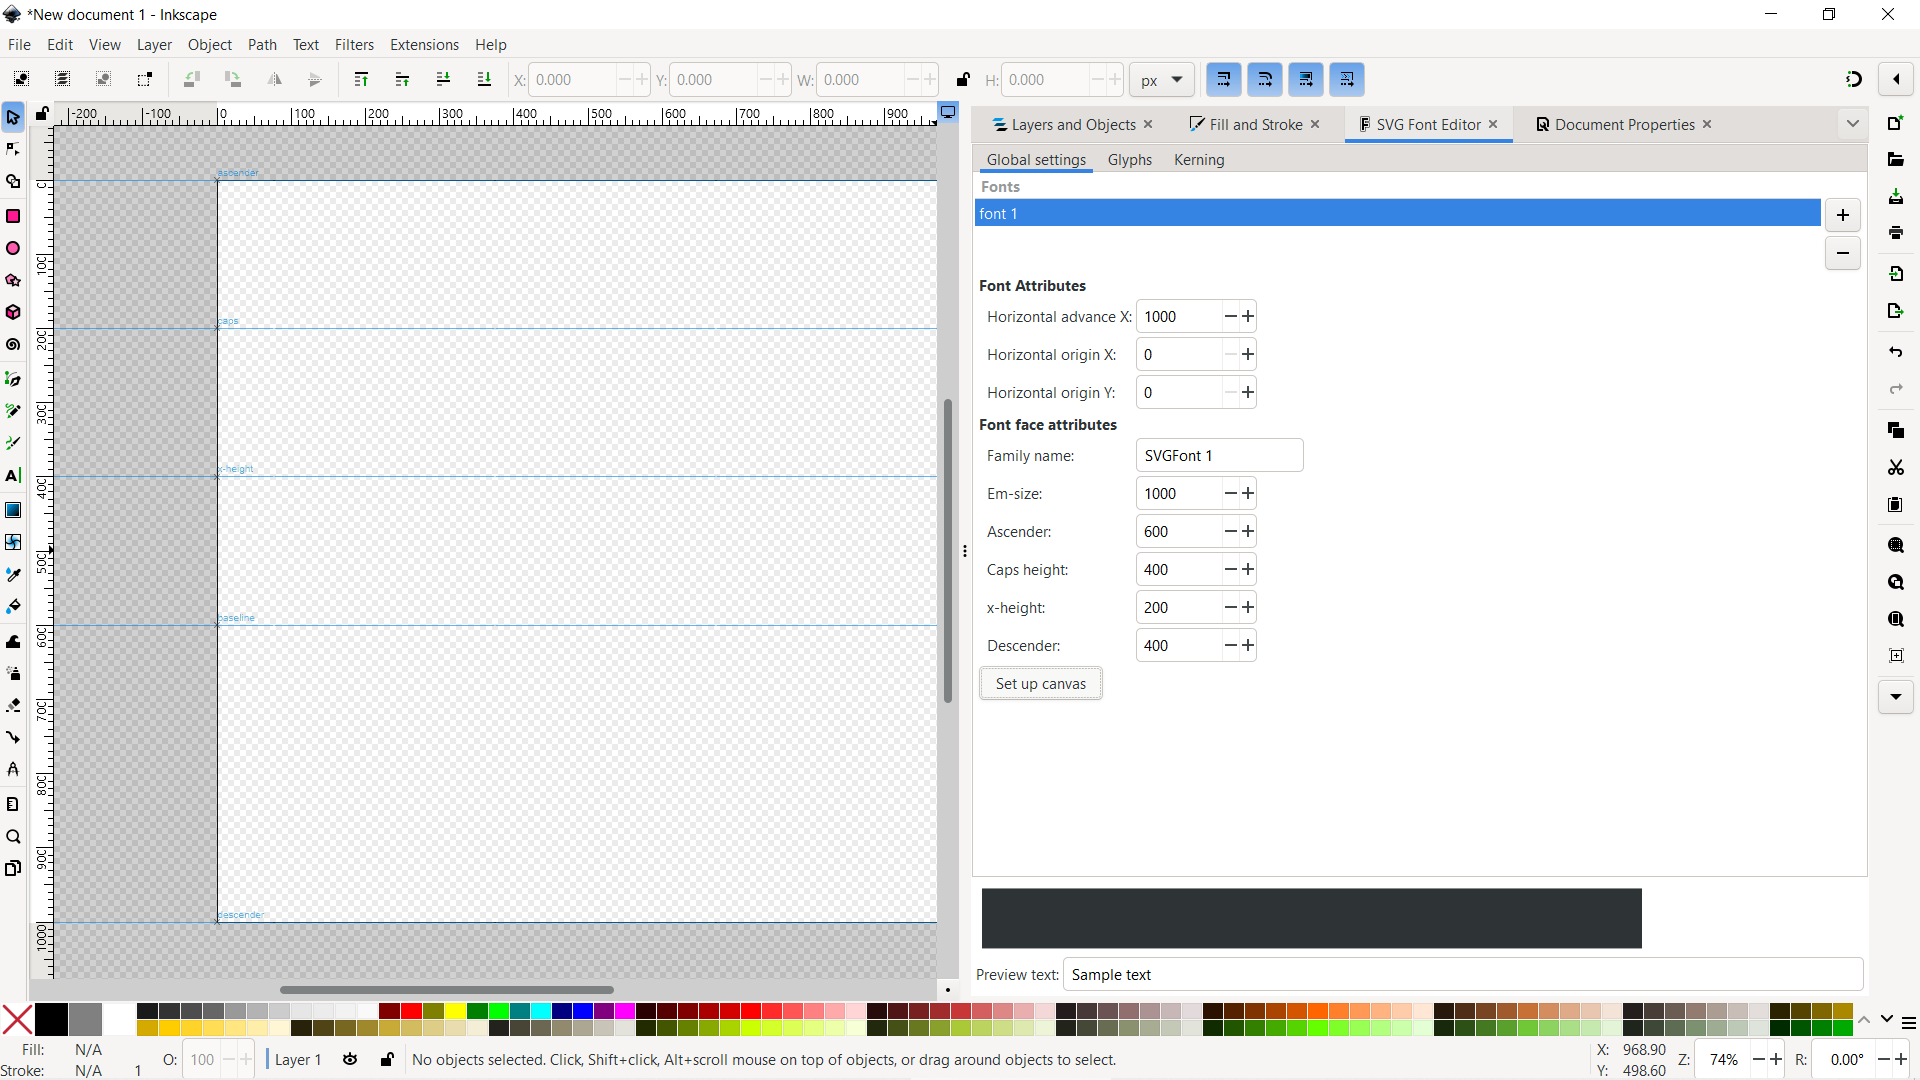 *New document 1 - Inkscape
File Edit View Layer Object Path Text Filters Extensions Help
X: 0.000 Y: 0.000 W: 0.000 H: 0.000 px
-200 -100 0 100 200 300 400 500 600 700 800 900
Layers and Objects Fill and Stroke SVG Font Editor Document Properties
Global settings Glyphs Kerning
Fonts
font 1
Font Attributes
Horizontal advance X: 1000
Horizontal origin X: 0
Horizontal origin Y: 0
Font face attributes
Family name: SVGFont 1
Em-size: 1000
Ascender: 600
Caps height: 400
x-height: 200
Descender: 400
Set up canvas
ascender
caps
x-height
baseline
descender
0
100
200
300
400
500
600
700
800
900
1000
Preview text: Sample text
Fill: N/A
Stroke: N/A 1
O: 100
Layer 1
No objects selected. Click, Shift+click, Alt+scroll mouse on top of objects, or drag around objects to select.
X: 968.90
Y: 498.60
Z: 74%
R: 0.00°